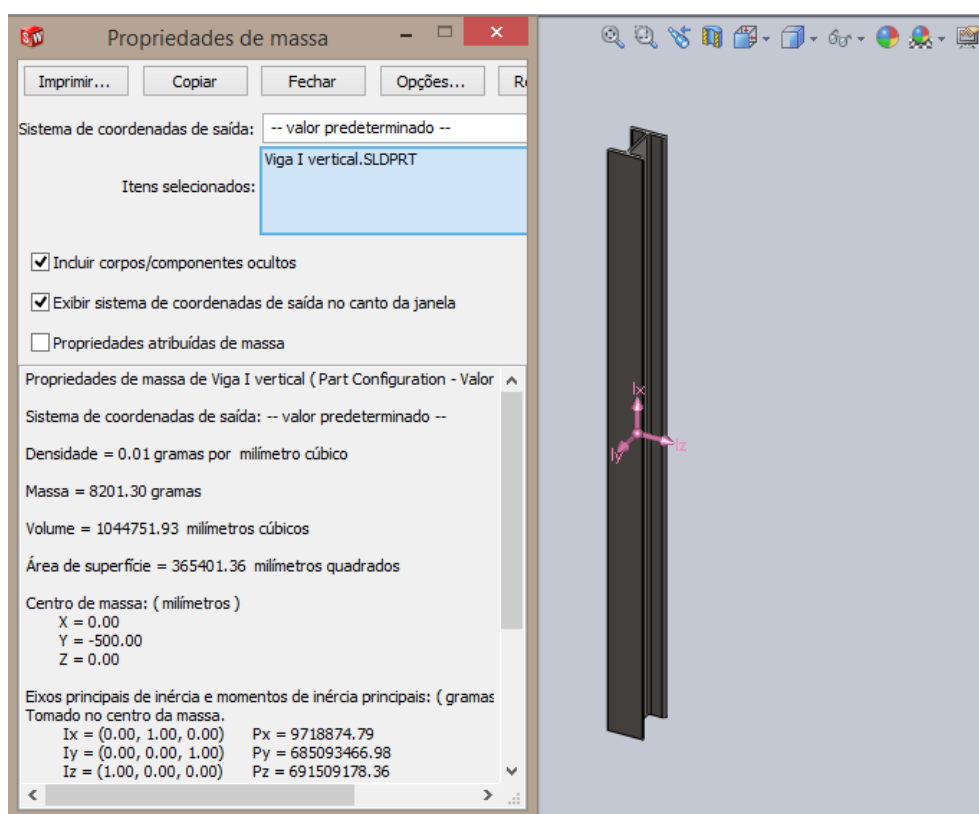 SW
Propriedades de massa
Imprimir... Copiar Fechar Opções... R
Sistema de coordenadas de saída: -- valor predeterminado --
Itens selecionados: Viga I vertical.SLDPRT
Incluir corpos/componentes ocultos
Exibir sistema de coordenadas de saída no canto da janela
Propriedades atribuídas de massa
Propriedades de massa de Viga I vertical ( Part Configuration - Valor
Sistema de coordenadas de saída: -- valor predeterminado --
Densidade = 0.01 gramas por milímetro cúbico
Massa = 8201.30 gramas
Volume = 1044751.93 milímetros cúbicos
Área de superfície = 365401.36 milímetros quadrados
Centro de massa: ( milímetros )
X = 0.00
Y = -500.00
Z = 0.00
Eixos principais de inércia e momentos de inércia principais: ( gramas
Tomado no centro da massa.
Ix = (0.00, 1.00, 0.00) Px = 9718874.79
Iy = (0.00, 0.00, 1.00) Py = 685093466.98
Iz = (1.00, 0.00, 0.00) Pz = 691509178.36
Ix
Iy
Iz